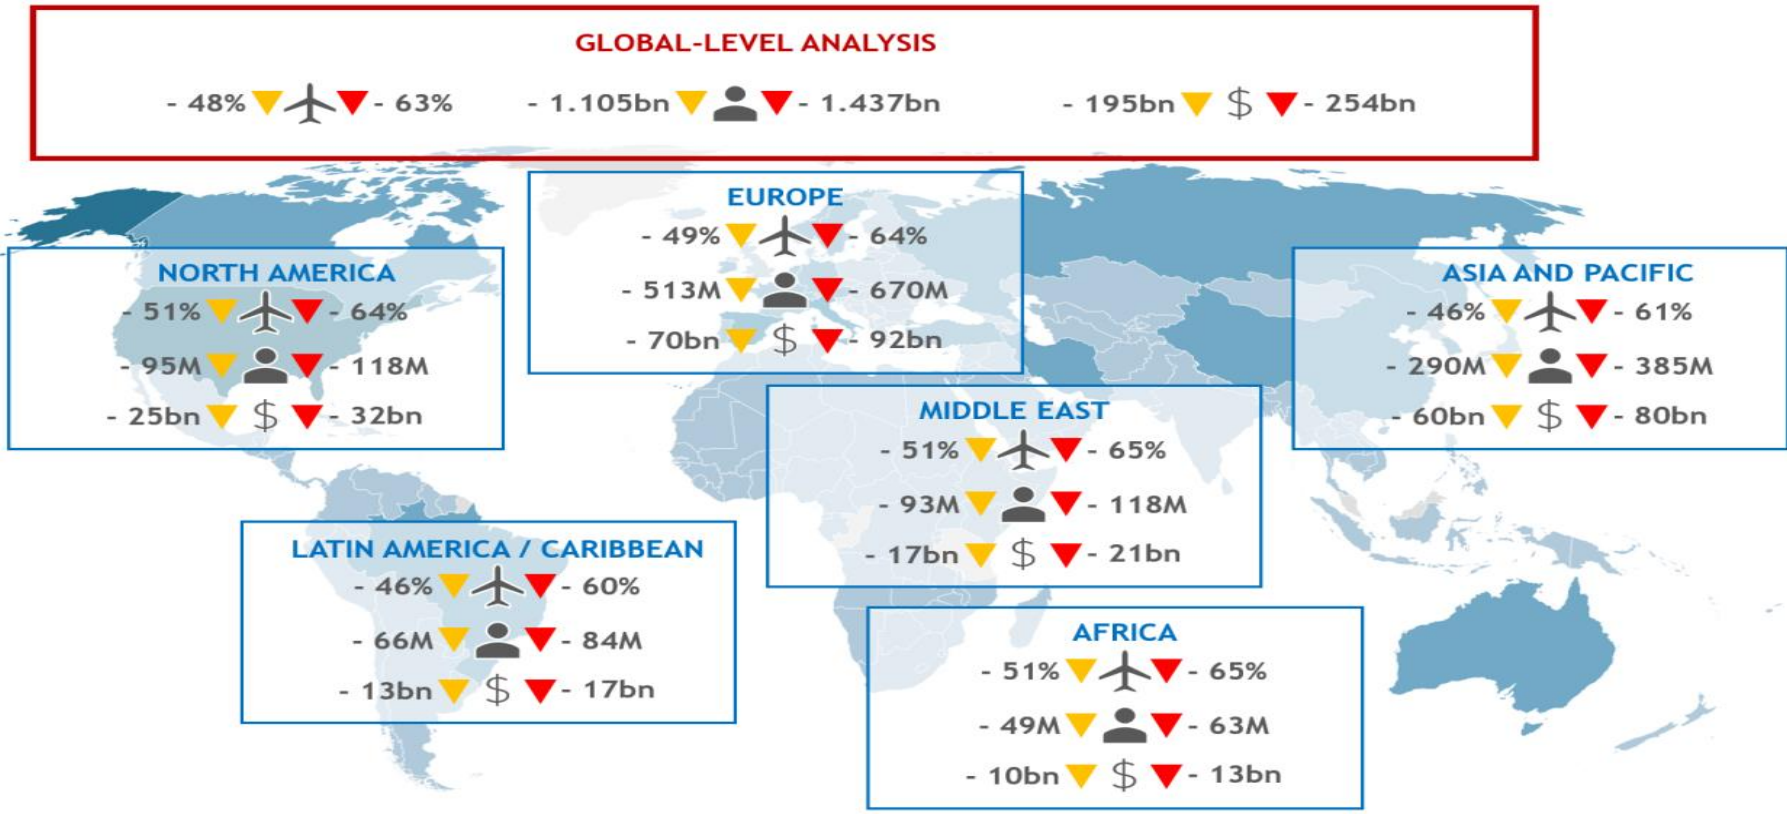 GLOBAL-LEVEL ANALYSIS
- 48% - 63% - 1.105bn - 1.437bn - 195bn $ - 254bn
EUROPE
- 49% - 64%
- 513M - 670M
- 70bn $ - 92bn
NORTH AMERICA
- 51% - 64%
- 95M - 118M
- 25bn $ - 32bn
ASIA AND PACIFIC
- 46% - 61%
- 290M - 385M
- 60bn $ - 80bn
MIDDLE EAST
- 51% - 65%
- 93M - 118M
- 17bn $ - 21bn
LATIN AMERICA / CARIBBEAN
- 46% - 60%
- 66M - 84M
- 13bn $ - 17bn
AFRICA
- 51% - 65%
- 49M - 63M
- 10bn $ - 13bn